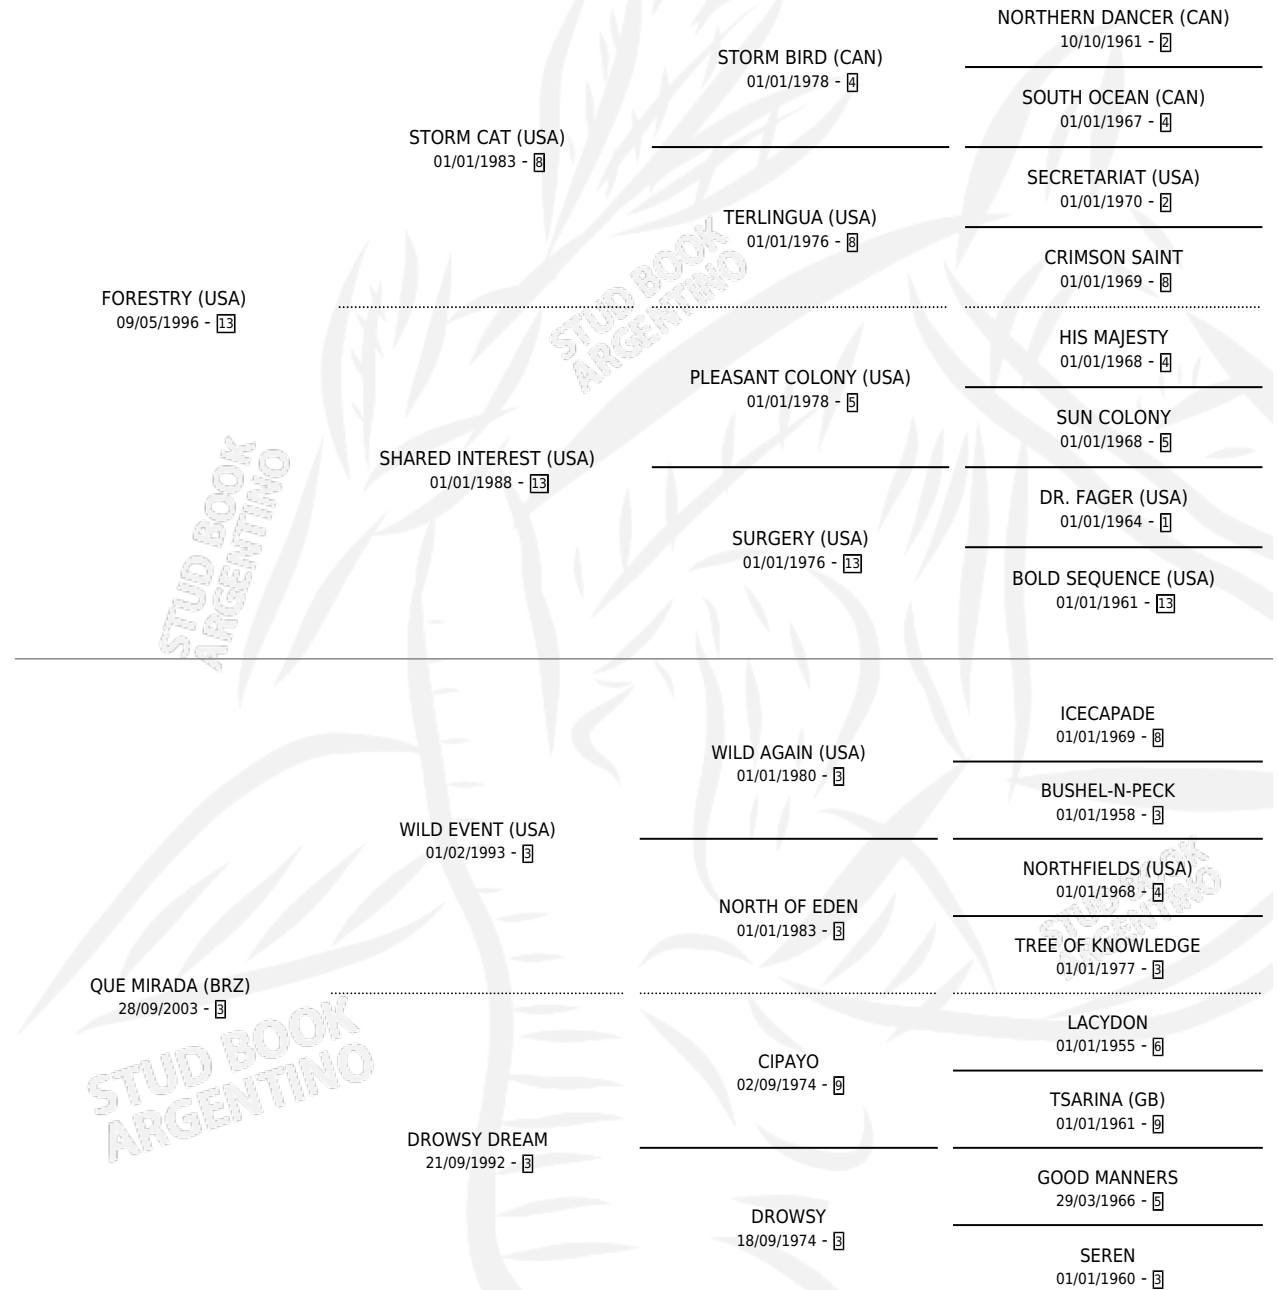 NORTHERN DANCER (CAN)
10/10/1961 - 2
STORM BIRD (CAN)
01/01/1978 - 4
SOUTH OCEAN (CAN)
01/01/1967 - 4
STORM CAT (USA)
01/01/1983 - 8
SECRETARIAT (USA)
01/01/1970 - 2
TERLINGUA (USA)
01/01/1976 - 8
CRIMSON SAINT
01/01/1969 - 8
FORESTRY (USA)
09/05/1996 - 13
STUD BOOK
ARGENTINO
HIS MAJESTY
01/01/1968 - 4
PLEASANT COLONY (USA)
01/01/1978 - 5
SUN COLONY
01/01/1968 - 5
SHARED INTEREST (USA)
01/01/1988 - 13
STUD BOOK
ARGENTINO
DR. FAGER (USA)
01/01/1964 - 1
SURGERY (USA)
01/01/1976 - 13
BOLD SEQUENCE (USA)
01/01/1961 - 13
ICECAPADE
01/01/1969 - 8
WILD AGAIN (USA)
01/01/1980 - 3
BUSHEL-N-PECK
01/01/1958 - 3
WILD EVENT (USA)
01/02/1993 - 3
NORTHFIELDS (USA)
01/01/1968 - 4
STUD BOOK
ARGENTINO
NORTH OF EDEN
01/01/1983 - 3
TREE OF KNOWLEDGE
01/01/1977 - 3
QUE MIRADA (BRZ)
28/09/2003 - 3
STUD BOOK
ARGENTINO
LACYDON
01/01/1955 - 6
CIPAYO
02/09/1974 - 9
TSARINA (GB)
01/01/1961 - 9
DROWSY DREAM
21/09/1992 - 3
GOOD MANNERS
29/03/1966 - 5
DROWSY
18/09/1974 - 3
SEREN
01/01/1960 - 3